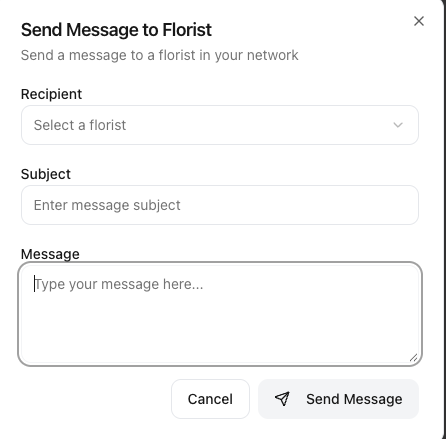 Send Message to Florist
Send a message to a florist in your network
Recipient
Select a florist
Subject
Enter message subject
Message
Type your message here...
Cancel
Send Message